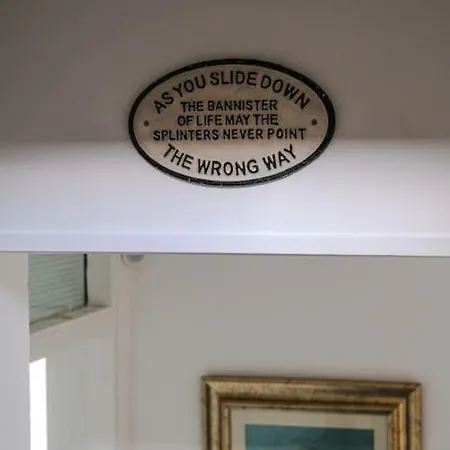 AS YOU SLIDE DOWN
THE BANNISTER
OF LIFE MAY THE
SPLINTERS NEVER POINT
THE WRONG WAY